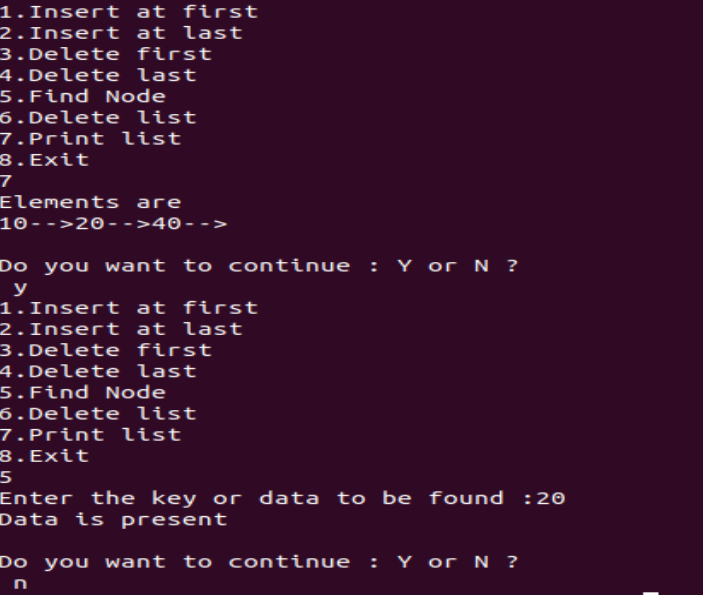 1.Insert at first
2.Insert at last
3.Delete first
4.Delete last
5.Find Node
6.Delete list
7.Print list
8.Exit
7
Elements are
10-->20-->40-->
Do you want to continue : Y or N ?
y
1.Insert at first
2.Insert at last
3.Delete first
4.Delete last
5.Find Node
6.Delete list
7.Print list
8.Exit
5
Enter the key or data to be found :20
Data is present
Do you want to continue : Y or N ?
n